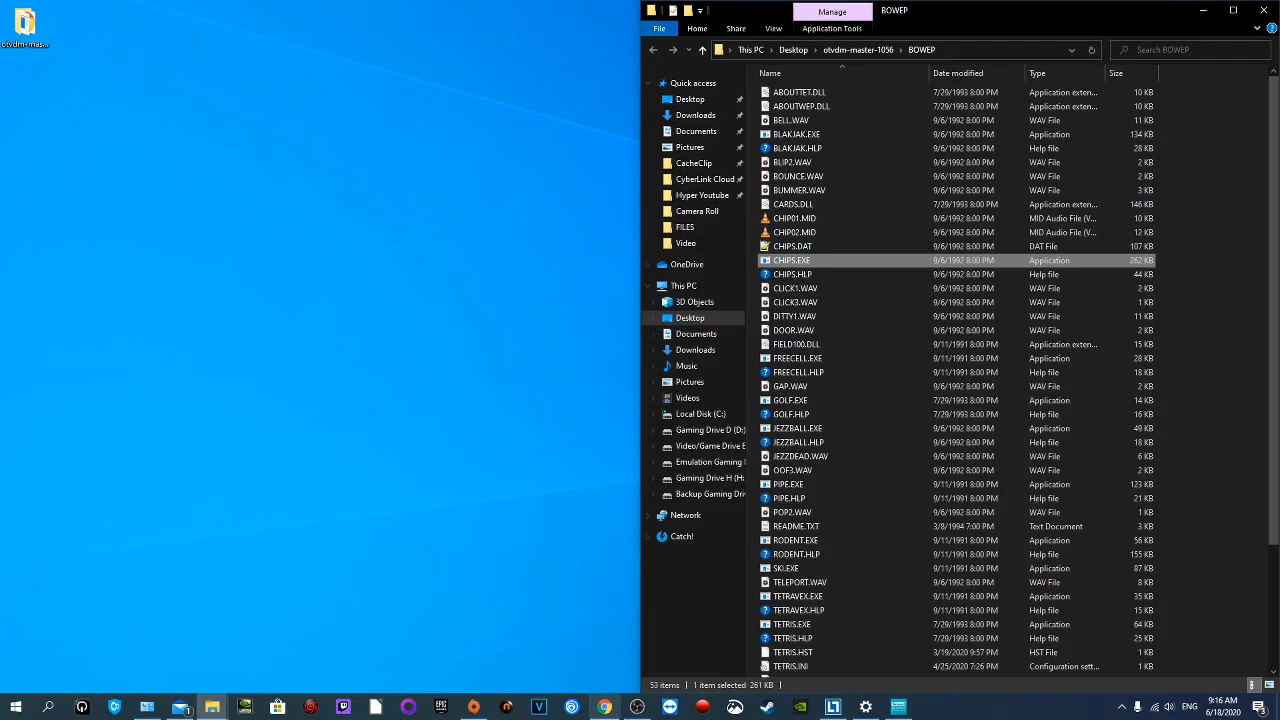 otvdm-mas...
Manage
BOWEP
File
Home
Share
View
Application Tools
This PC
Desktop
otvdm-master-1056
BOWEP
Search BOWEP
Name
Date modified
Type
Size
Quick access
Desktop
Downloads
Documents
Pictures
CacheClip
CyberLink Cloud
Hyper Youtube
Camera Roll
FILES
Video
OneDrive
This PC
3D Objects
Desktop
Documents
Downloads
Music
Pictures
Videos
Local Disk (C:)
Gaming Drive D (D:)
Video/Game Drive E
Emulation Gaming
Gaming Drive H (H:
Backup Gaming Driv
Network
Catch!
ABOUTTET.DLL 7/29/1993 8:00 PM Application exten... 10 KB
ABOUTWEP.DLL 7/29/1993 8:00 PM Application exten... 10 KB
BELL.WAV 9/6/1992 8:00 PM WAV File 11 KB
BLAKJAK.EXE 9/6/1992 8:00 PM Application 134 KB
BLAKJAK.HLP 9/6/1992 8:00 PM Help file 28 KB
BLIP2.WAV 9/6/1992 8:00 PM WAV File 2 KB
BOUNCE.WAV 9/6/1992 8:00 PM WAV File 2 KB
BUMMER.WAV 9/6/1992 8:00 PM WAV File 3 KB
CARDS.DLL 7/29/1993 8:00 PM Application exten... 146 KB
CHIP01.MID 9/6/1992 8:00 PM MID Audio File (V... 10 KB
CHIP02.MID 9/6/1992 8:00 PM MID Audio File (V... 12 KB
CHIPS.DAT 9/6/1992 8:00 PM DAT File 107 KB
CHIPS.EXE 9/6/1992 8:00 PM Application 262 KB
CHIPS.HLP 9/6/1992 8:00 PM Help file 44 KB
CLICK1.WAV 9/6/1992 8:00 PM WAV File 1 KB
CLICK3.WAV 9/6/1992 8:00 PM WAV File 1 KB
DITTY1.WAV 9/6/1992 8:00 PM WAV File 11 KB
DOOR.WAV 9/6/1992 8:00 PM WAV File 2 KB
FIELD100.DLL 9/11/1991 8:00 PM Application exten... 15 KB
FREECELL.EXE 9/11/1991 8:00 PM Application 28 KB
FREECELL.HLP 9/11/1991 8:00 PM Help file 18 KB
GAP.WAV 9/6/1992 8:00 PM WAV File 2 KB
GOLF.EXE 7/29/1993 8:00 PM Application 14 KB
GOLF.HLP 7/29/1993 8:00 PM Help file 16 KB
JEZZBALL.EXE 9/6/1992 8:00 PM Application 49 KB
JEZZBALL.HLP 9/6/1992 8:00 PM Help file 18 KB
JEZZDEAD.WAV 9/6/1992 8:00 PM WAV File 6 KB
OOF3.WAV 9/6/1992 8:00 PM WAV File 1 KB
PIPE.EXE 9/11/1991 8:00 PM Application 123 KB
PIPE.HLP 9/11/1991 8:00 PM Help file 21 KB
POP2.WAV 9/6/1992 8:00 PM WAV File 1 KB
README.TXT 3/8/1994 7:00 PM Text Document 3 KB
RODENT.EXE 9/11/1991 8:00 PM Application 56 KB
RODENT.HLP 9/11/1991 8:00 PM Help file 155 KB
SKI.EXE 9/11/1991 8:00 PM Application 87 KB
TELEPORT.WAV 9/6/1992 8:00 PM WAV File 8 KB
TETRAVEX.EXE 9/11/1991 8:00 PM Application 35 KB
TETRAVEX.HLP 9/11/1991 8:00 PM Help file 15 KB
TETRIS.EXE 7/29/1993 8:00 PM Application 64 KB
TETRIS.HLP 7/29/1993 8:00 PM Help file 25 KB
TETRIS.HST 3/19/2020 9:57 PM HST File 1 KB
TETRIS.INI 4/25/2020 7:26 PM Configuration sett... 1 KB
53 items
1 item selected 261 KB
EPIC GAMES
ENG
9:16 AM
6/18/2020